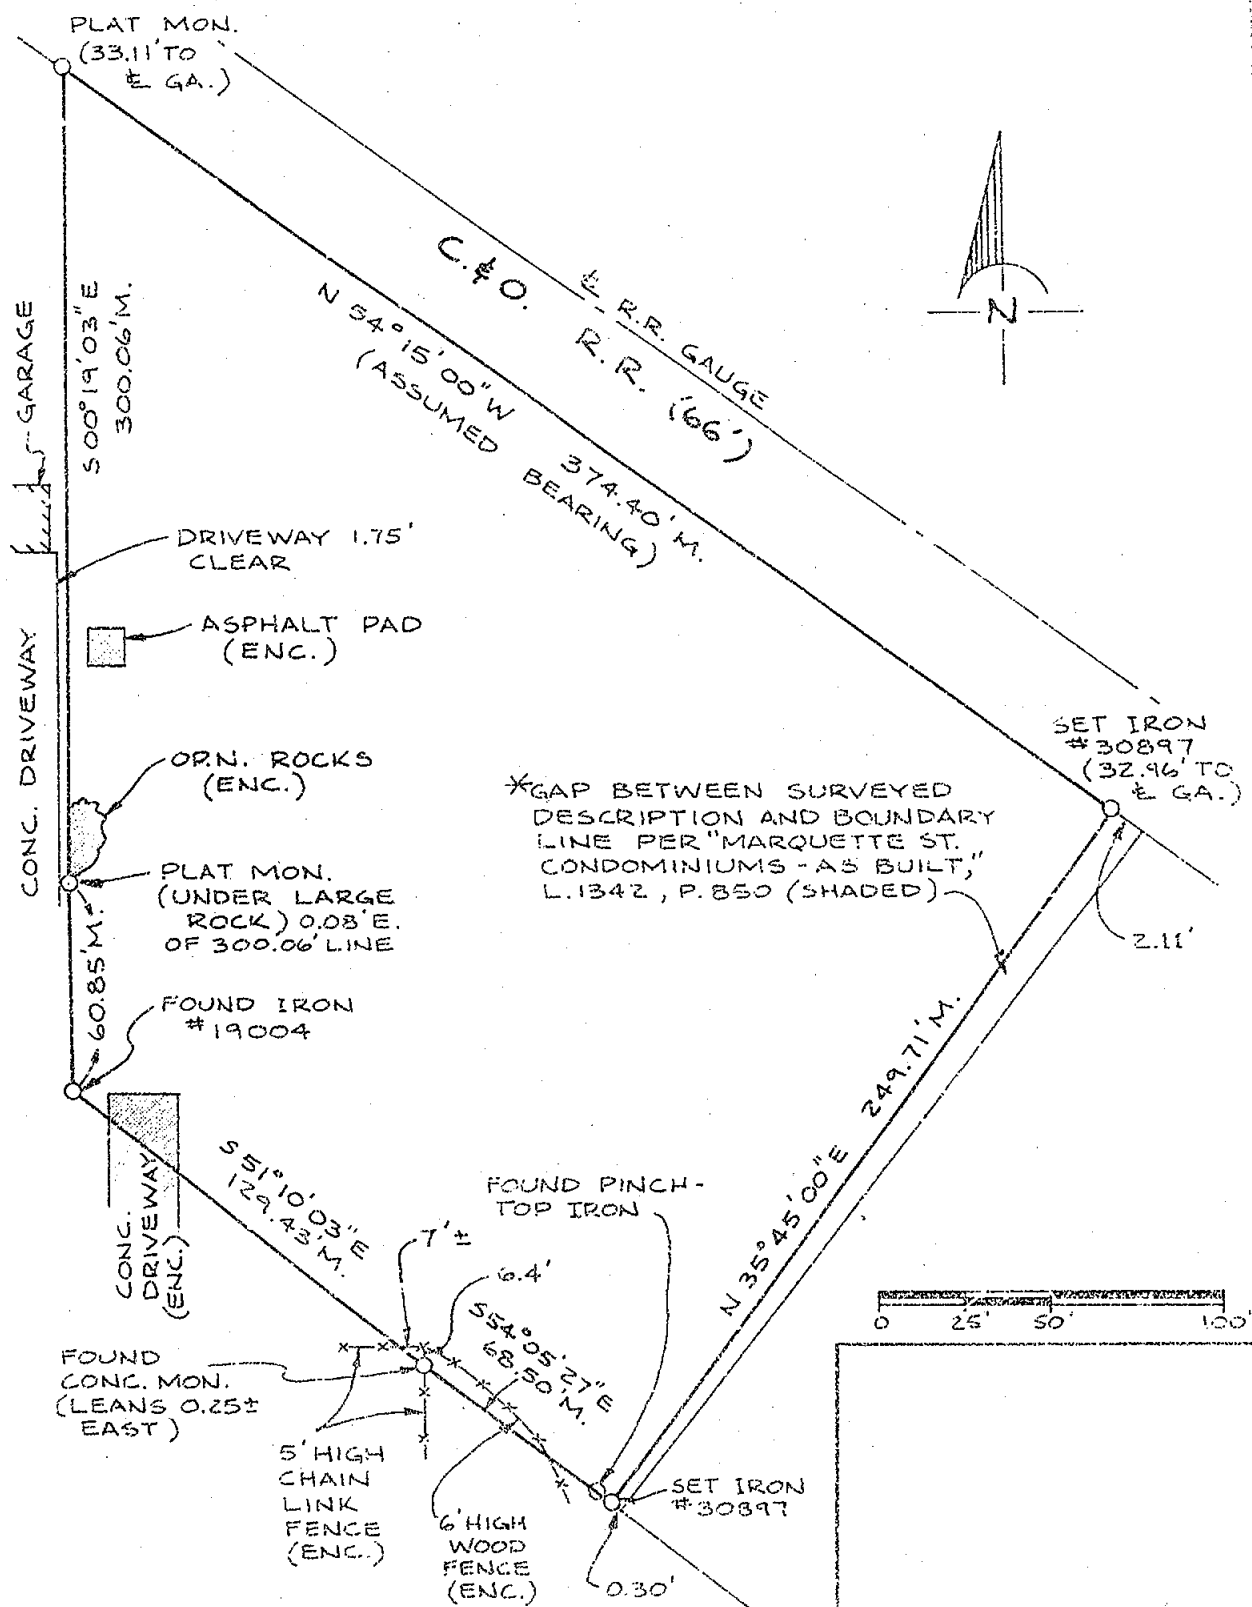 PLAT MON.
(33.11' TO
℄ GA.)
C. & O. R. R. (66')
℄ R.R. GAUGE
N 54°15'00"W 374.40' M.
(ASSUMED BEARING)
N
S 00°19'03"E
300.06'M.
GARAGE
DRIVEWAY 1.75'
CLEAR
ASPHALT PAD
(ENC.)
CONC. DRIVEWAY
OP.N. ROCKS
(ENC.)
PLAT MON.
(UNDER LARGE
ROCK) 0.08' E.
OF 300.06' LINE
60.85'M.
FOUND IRON
#19004
SET IRON
#30897
(32.96' TO
℄ GA.)
*GAP BETWEEN SURVEYED
DESCRIPTION AND BOUNDARY
LINE PER "MARQUETTE ST.
CONDOMINIUMS - AS BUILT,"
L.1342, P.850 (SHADED)
2.11'
N 35°45'00"E 249.71'M.
CONC.
DRIVEWAY
(ENC.)
S 51°10'03"E
129.43'M.
7'±
6.4'
FOUND PINCH-
TOP IRON
S54°05'27"E
68.50'M.
0 25' 50' 100'
FOUND
CONC. MON.
(LEANS 0.25±
EAST)
5' HIGH
CHAIN
LINK
FENCE
(ENC.)
6' HIGH
WOOD
FENCE
(ENC.)
SET IRON
#30897
0.30'